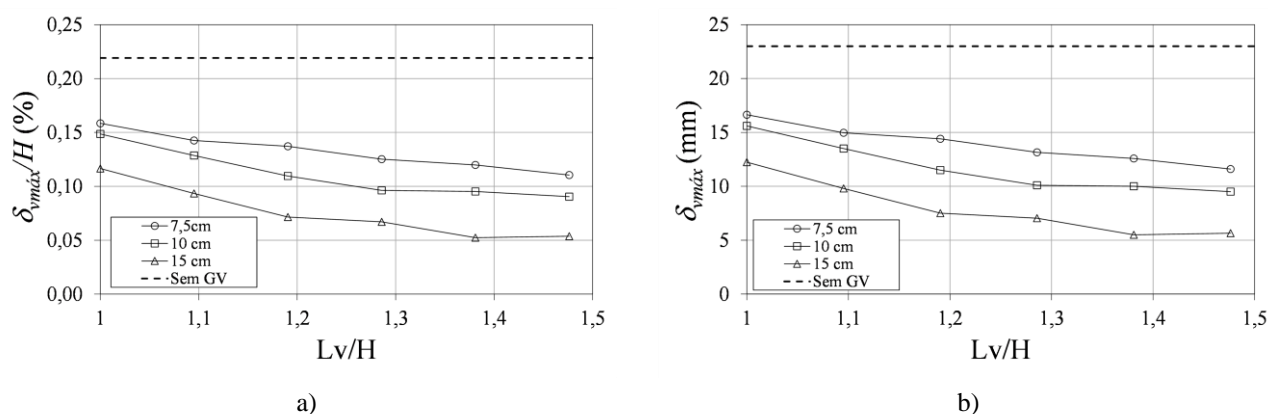 δvmáx/H (%)
0,25
0,20
0,15
0,10
0,05
0,00
7,5cm
10 cm
15 cm
Sem GV
1
1,1
1,2
1,3
1,4
1,5
Lv/H
a)
δvmáx (mm)
25
20
15
10
5
0
7,5 cm
10 cm
15 cm
Sem GV
1
1,1
1,2
1,3
1,4
1,5
Lv/H
b)